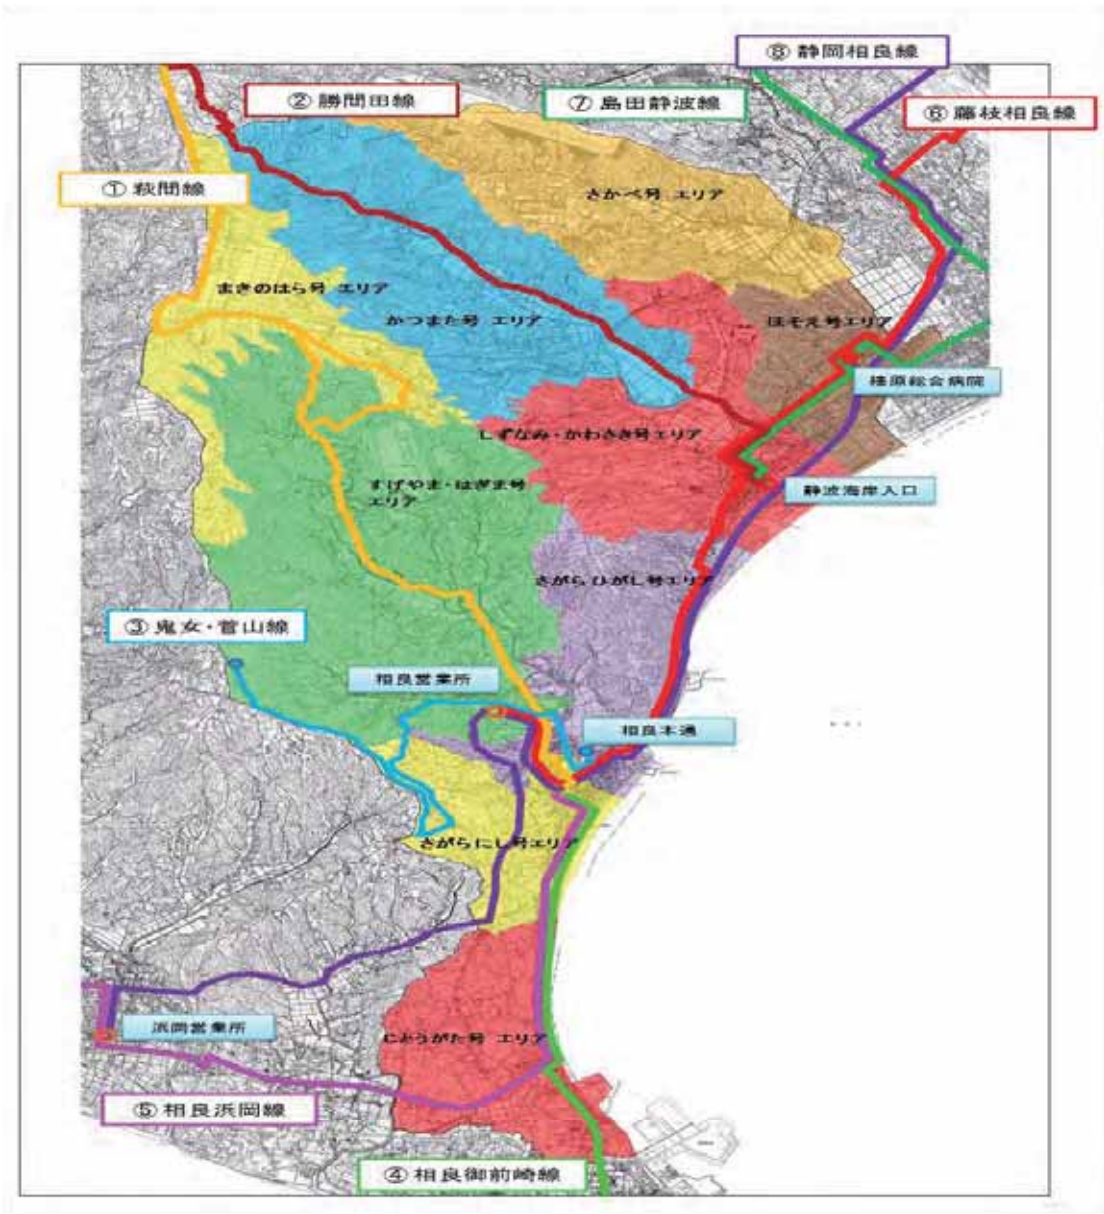 ⑧ 静岡相良線
② 勝間田線
⑦ 島田静波線
⑥ 藤枝相良線
① 萩間線
さかべ号 エリア
まきのはら号 エリア
かつまた号 エリア
ほそえ号エリア
榛原総合病院
しずなみ・かわさき号エリア
すげやま・はぎま号
エリア
静波海岸入口
さがらひがし号エリア
③ 鬼女・菅山線
相良営業所
相良本通
さがらにし号エリア
浜岡営業所
じとうがた号 エリア
⑤ 相良浜岡線
④ 相良御前崎線